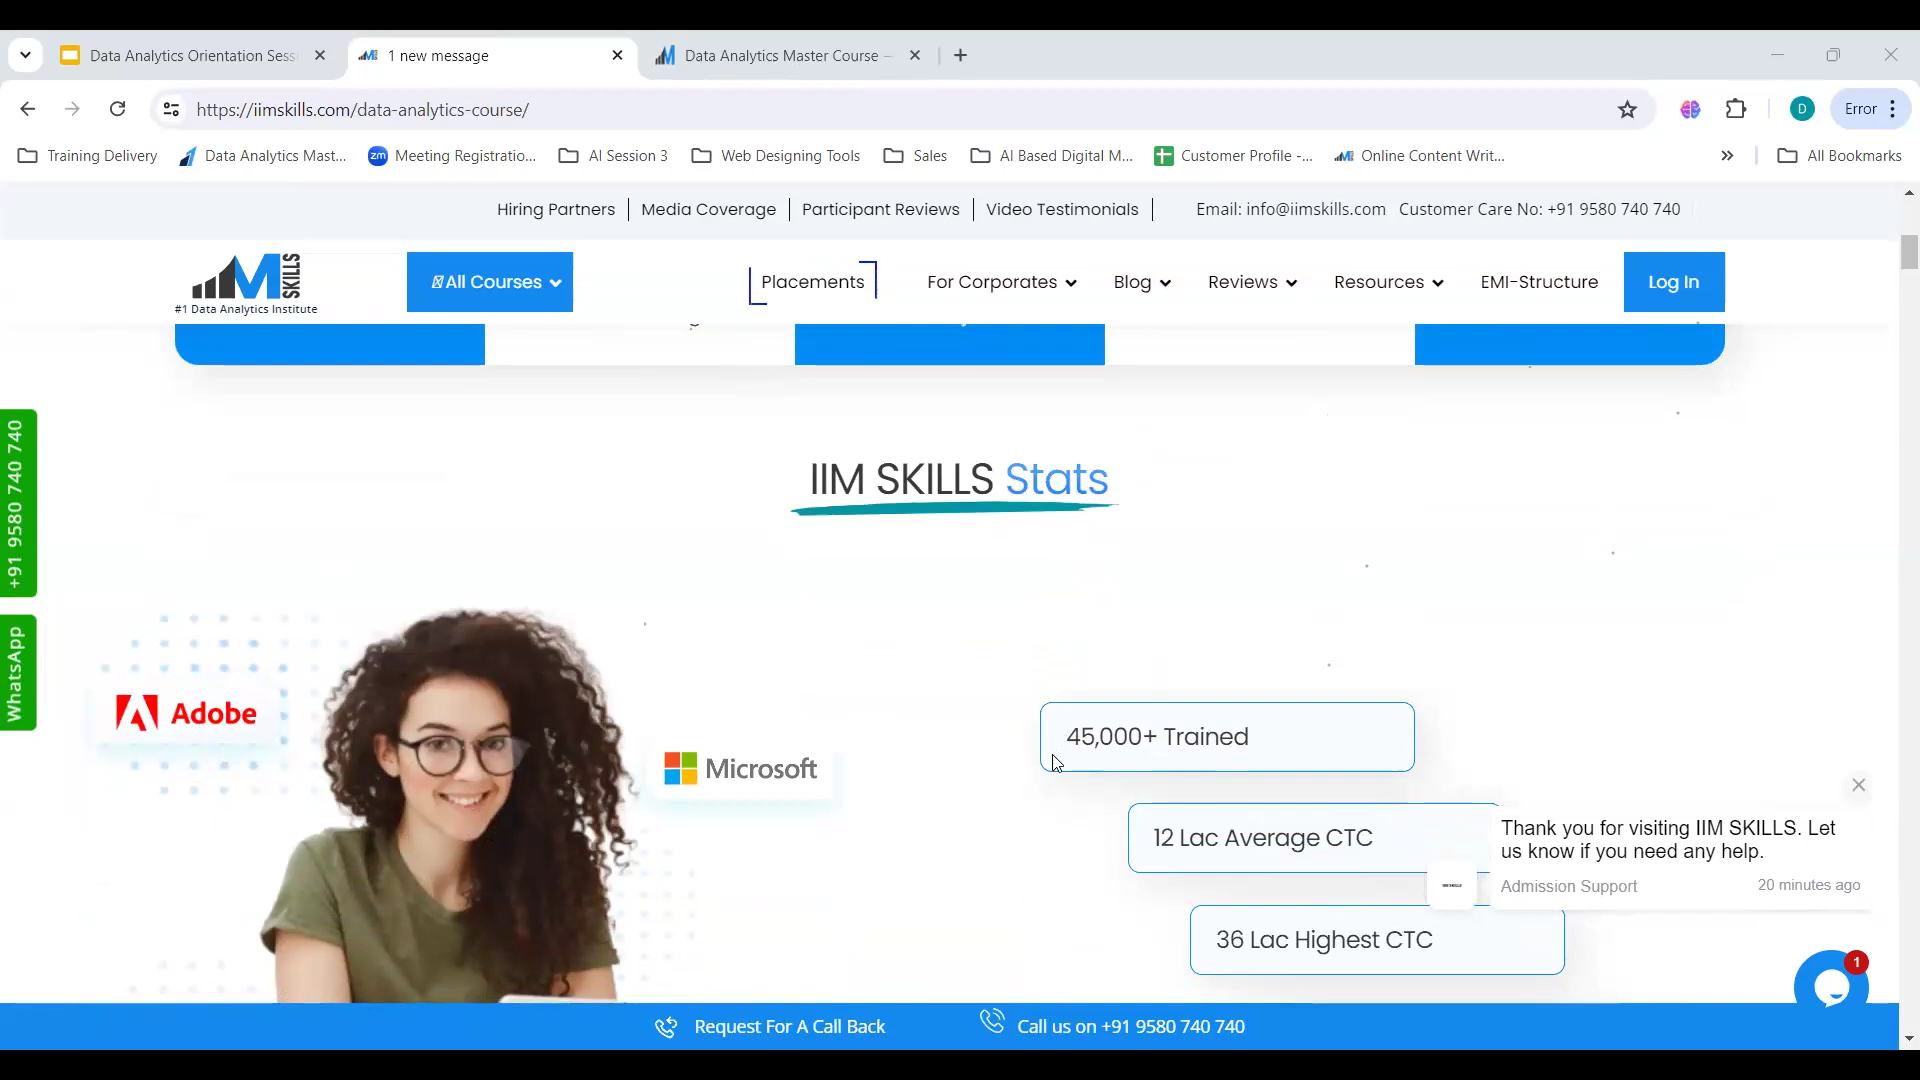 Data Analytics Orientation Sess
1 new message
Data Analytics Master Course –
https://iimskills.com/data-analytics-course/
D
Error
Training Delivery
Data Analytics Mast...
zm Meeting Registratio...
AI Session 3
Web Designing Tools
Sales
AI Based Digital M...
Customer Profile -...
Online Content Writ...
All Bookmarks
Hiring Partners
Media Coverage
Participant Reviews
Video Testimonials
Email: info@iimskills.com
Customer Care No: +91 9580 740 740
IIM SKILLS
#1 Data Analytics Institute
All Courses
Placements
For Corporates
Blog
Reviews
Resources
EMI-Structure
Log In
+91 9580 740 740
WhatsApp
IIM SKILLS Stats
Adobe
Microsoft
45,000+ Trained
12 Lac Average CTC
36 Lac Highest CTC
Thank you for visiting IIM SKILLS. Let
us know if you need any help.
Admission Support
20 minutes ago
1
Request For A Call Back
Call us on +91 9580 740 740